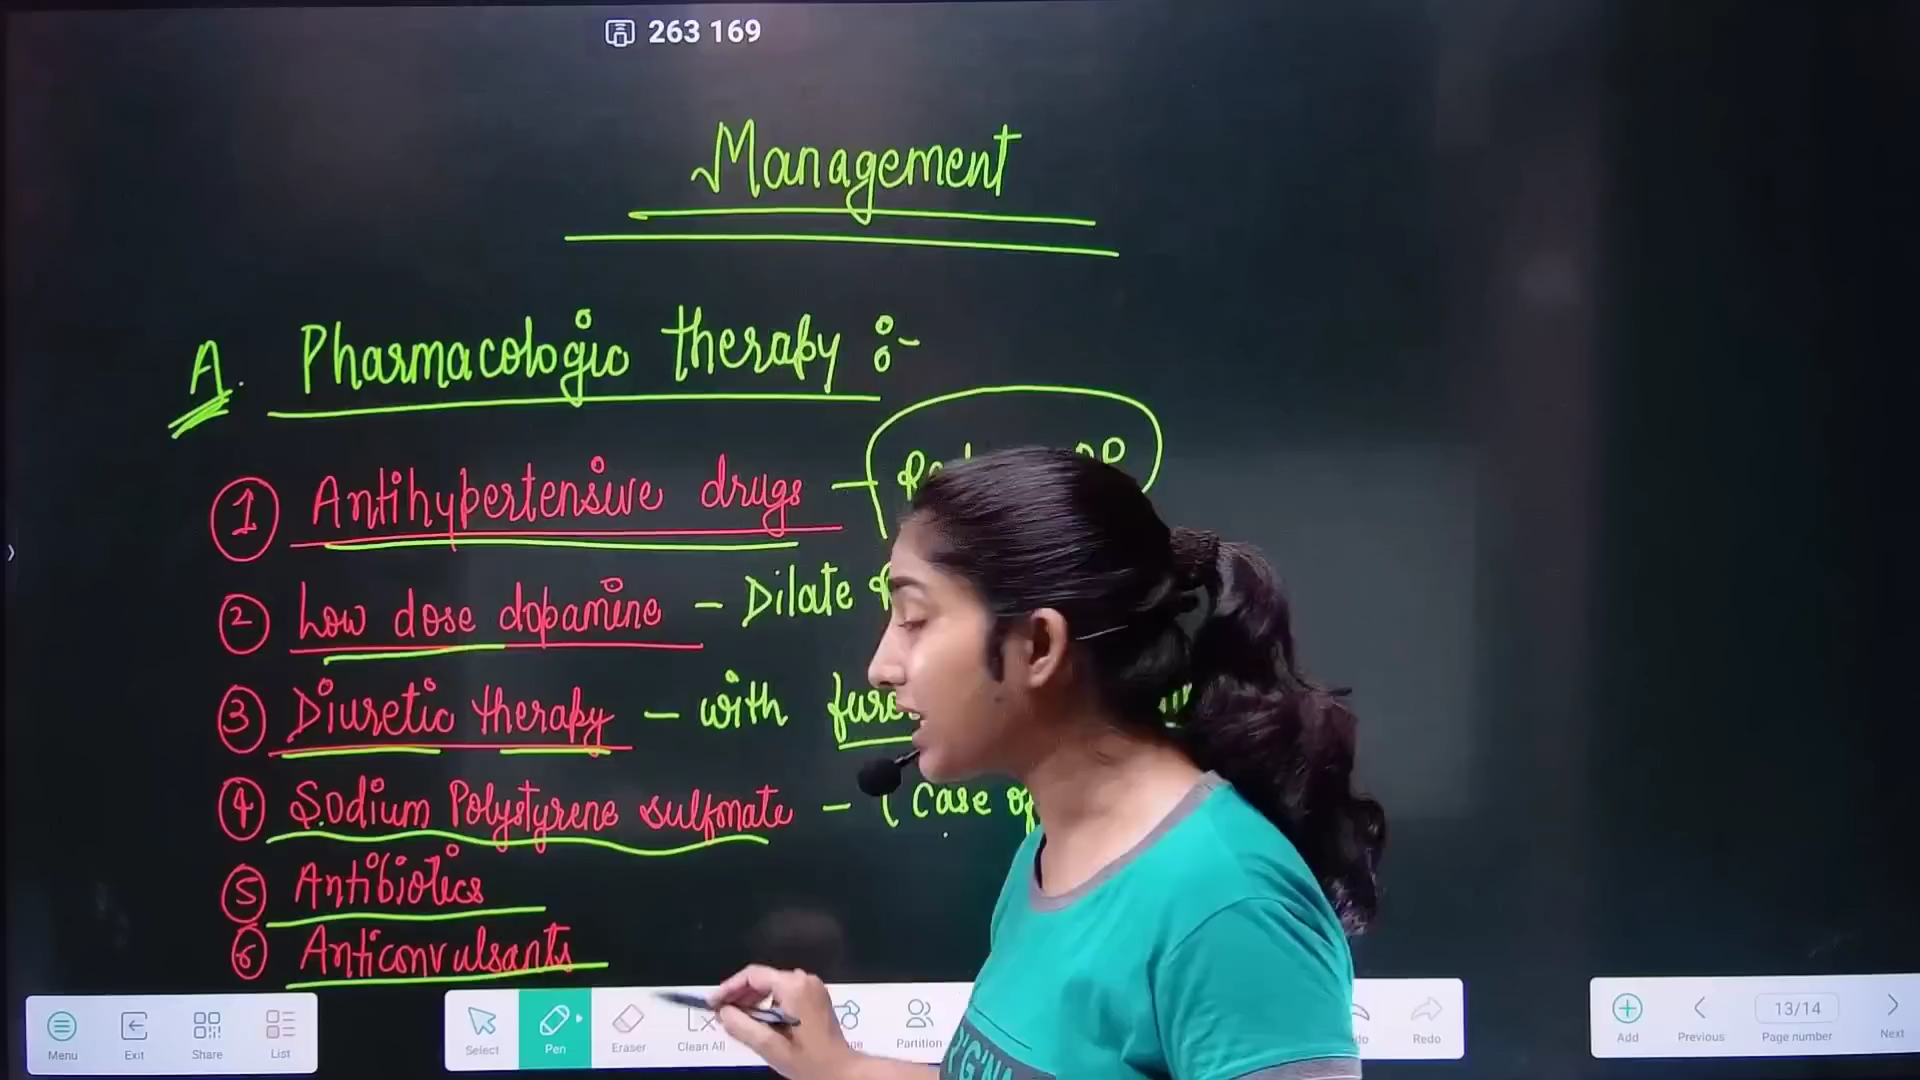 263 169
Management
A. Pharmacologic therapy :-
① Antihypertensive drugs –
② Low dose dopamine – Dilate
③ Diuretic therapy – with
④ Sodium Polystyrene sulfonate – ( case of
⑤ Antibiotics
⑥ Anticonvulsants
Menu Exit Share List Select Pen Eraser Clean All Partition Redo Add Previous 13/14 Page number Next